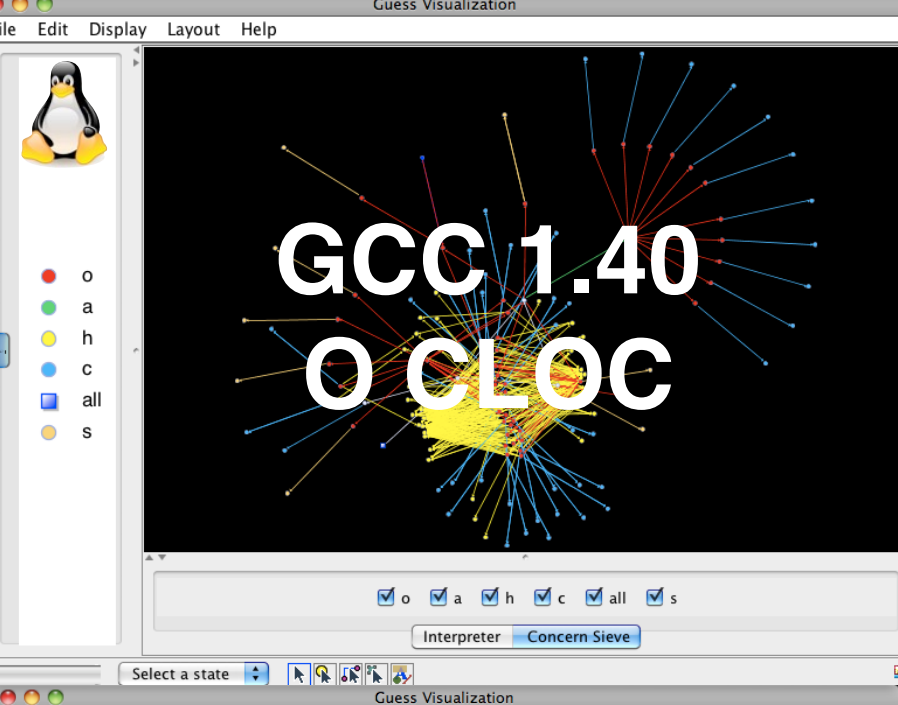 Guess Visualization
ile Edit Display Layout Help
GCC 1.40
O CLOC
o
a
h
c
all
s
o a h c all s
Interpreter Concern Sieve
Select a state
Guess Visualization